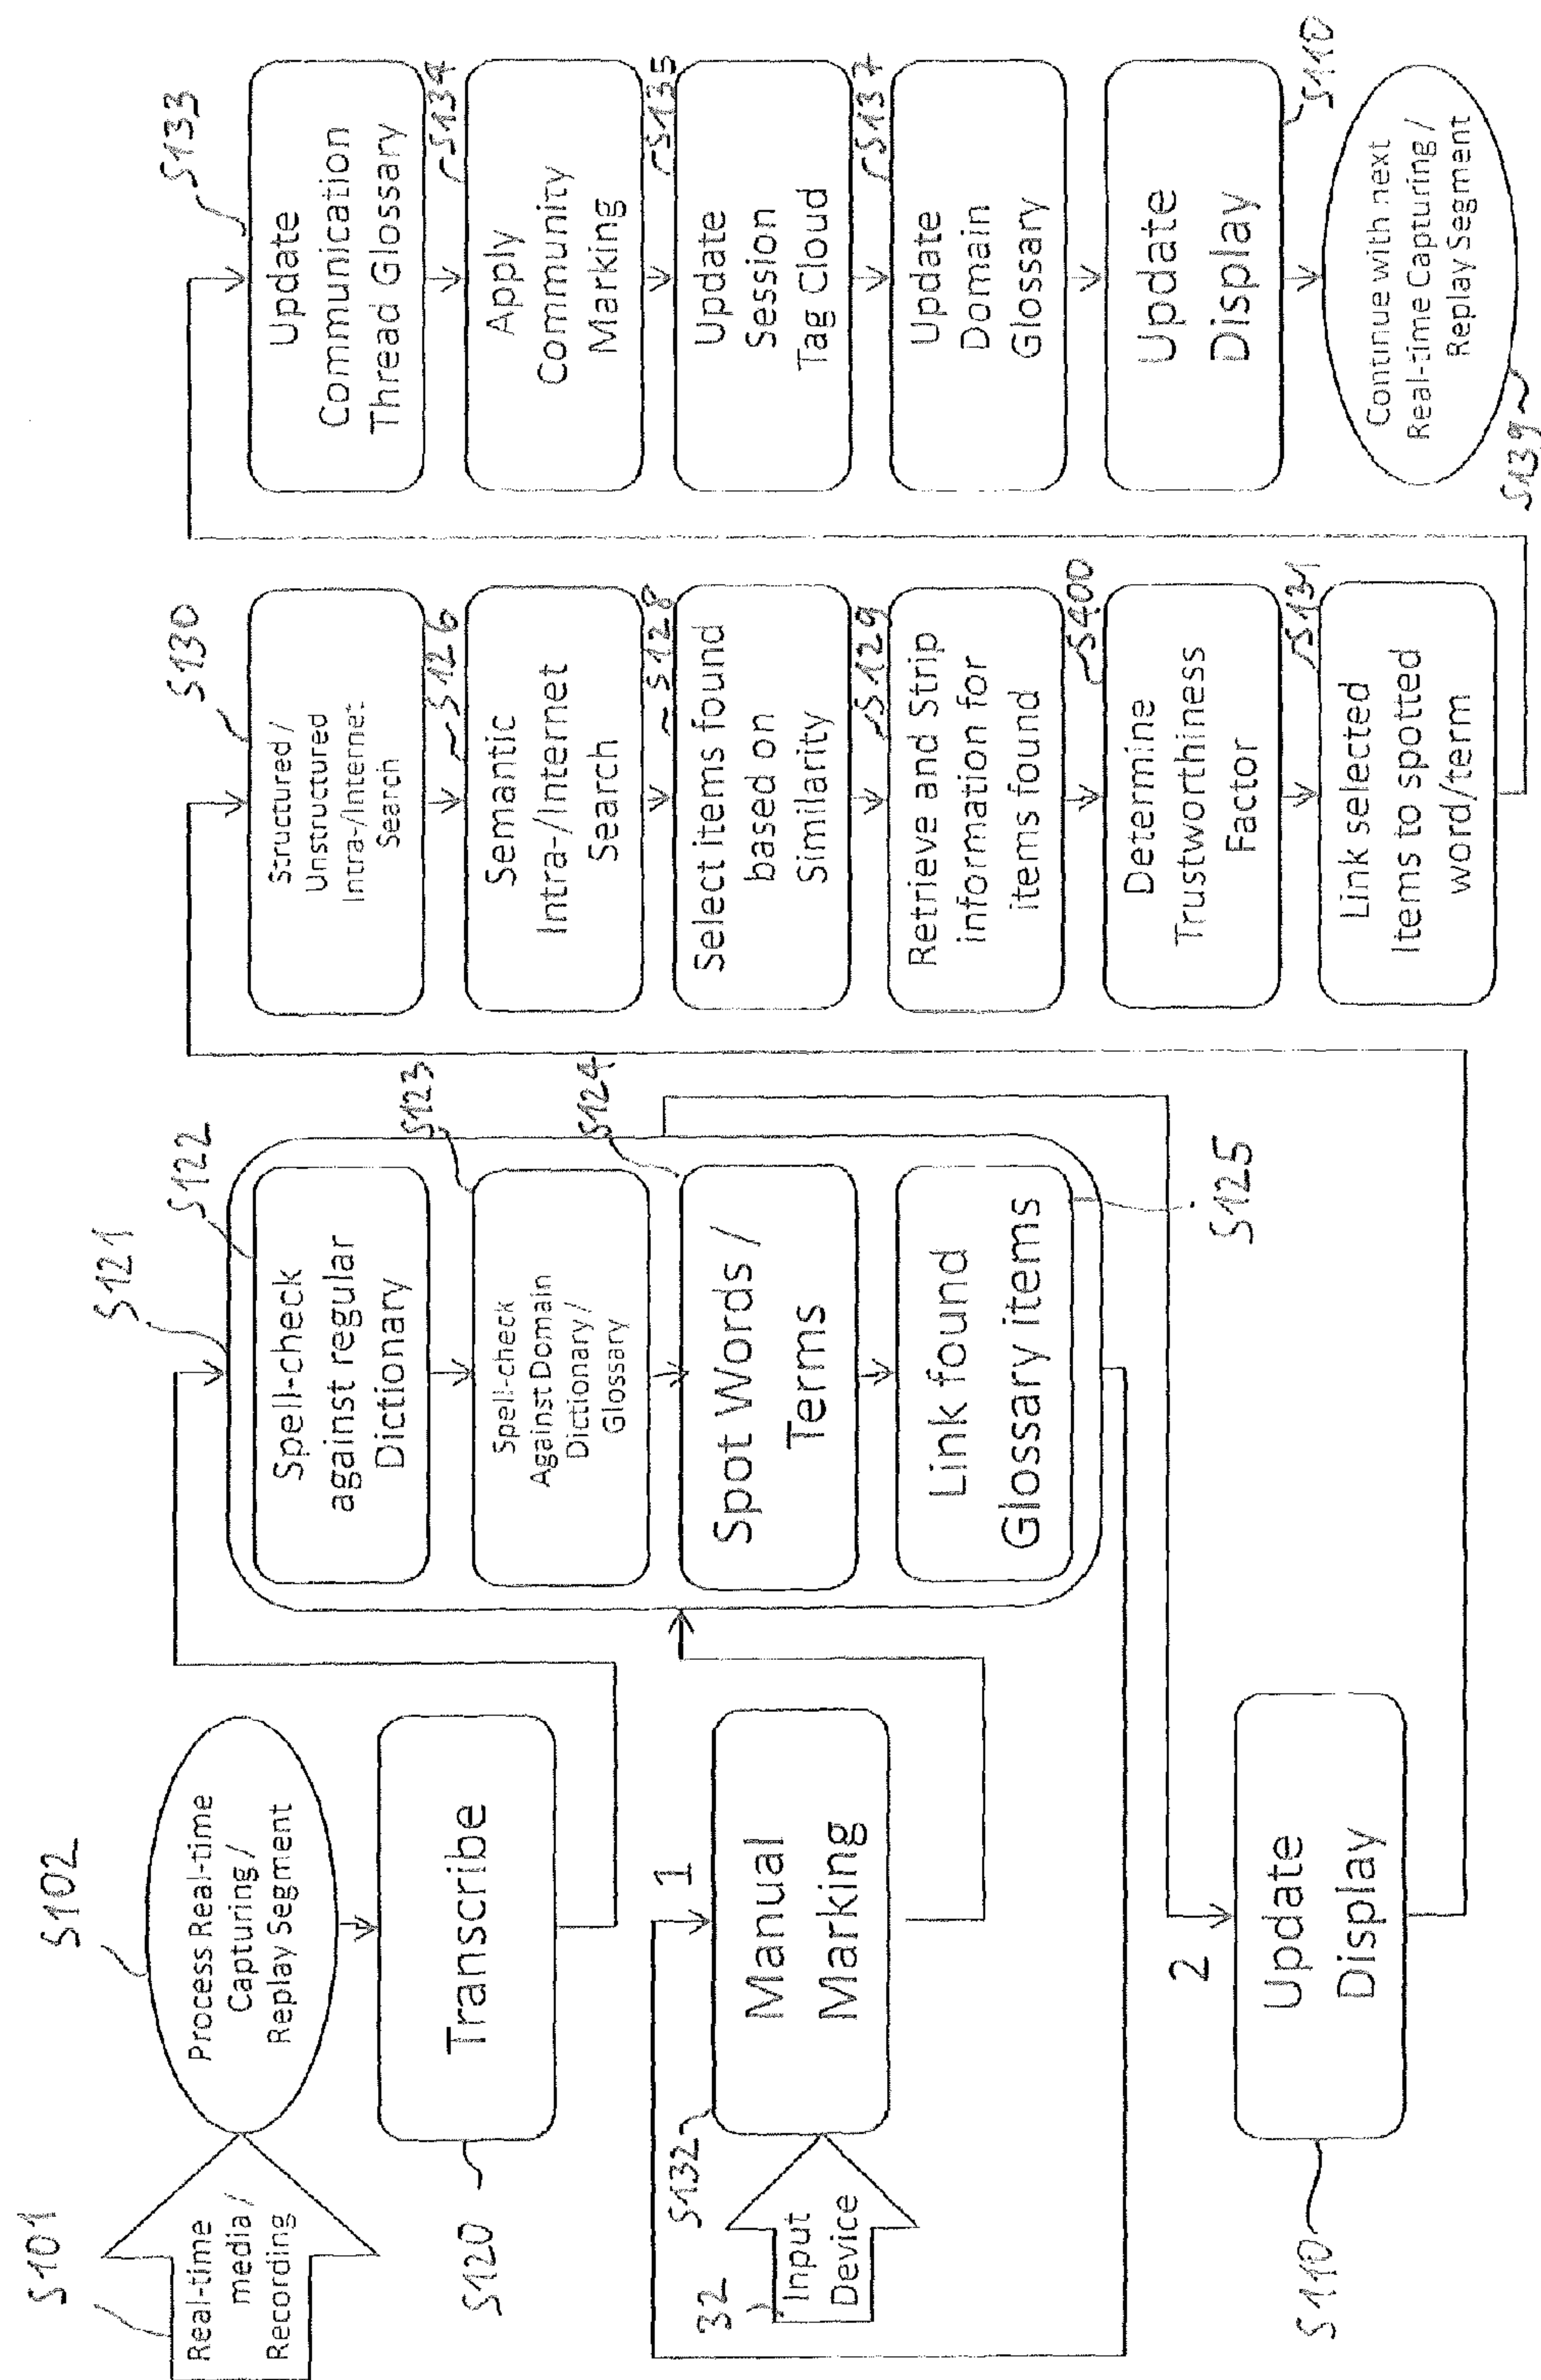 S101
Real-time
media /
Recording
S102
Process Real-time
Capturing /
Replay Segment
S120
Transcribe
1
S132
32
Input
Device
Manual
Marking
2
Update
Display
S110
S121
S122
Spell-check
against regular
Dictionary
S123
Spell-check
Against Domain
Dictionary /
Glossary
S124
Spot Words /
Terms
Link found
Glossary items
S125
S130
Structured /
Unstructured
Intra-/Internet
Search
S126
Semantic
Intra-/Internet
Search
S128
Select items found
based on
Similarity
S129
Retrieve and Strip
information for
items found
S400
Determine
Trustworthiness
Factor
S131
Link selected
Items to spotted
word/term
S133
Update
Communication
Thread Glossary
S134
Apply
Community
Marking
S135
Update
Session
Tag Cloud
S137
Update
Domain
Glossary
Update
Display
S110
Continue with next
Real-time Capturing /
Replay Segment
S139